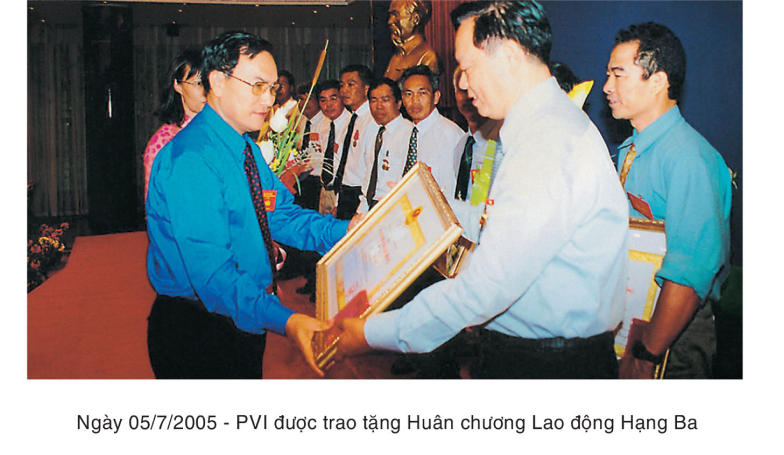 Ngày 05/7/2005 - PVI được trao tặng Huân chương Lao động Hạng Ba